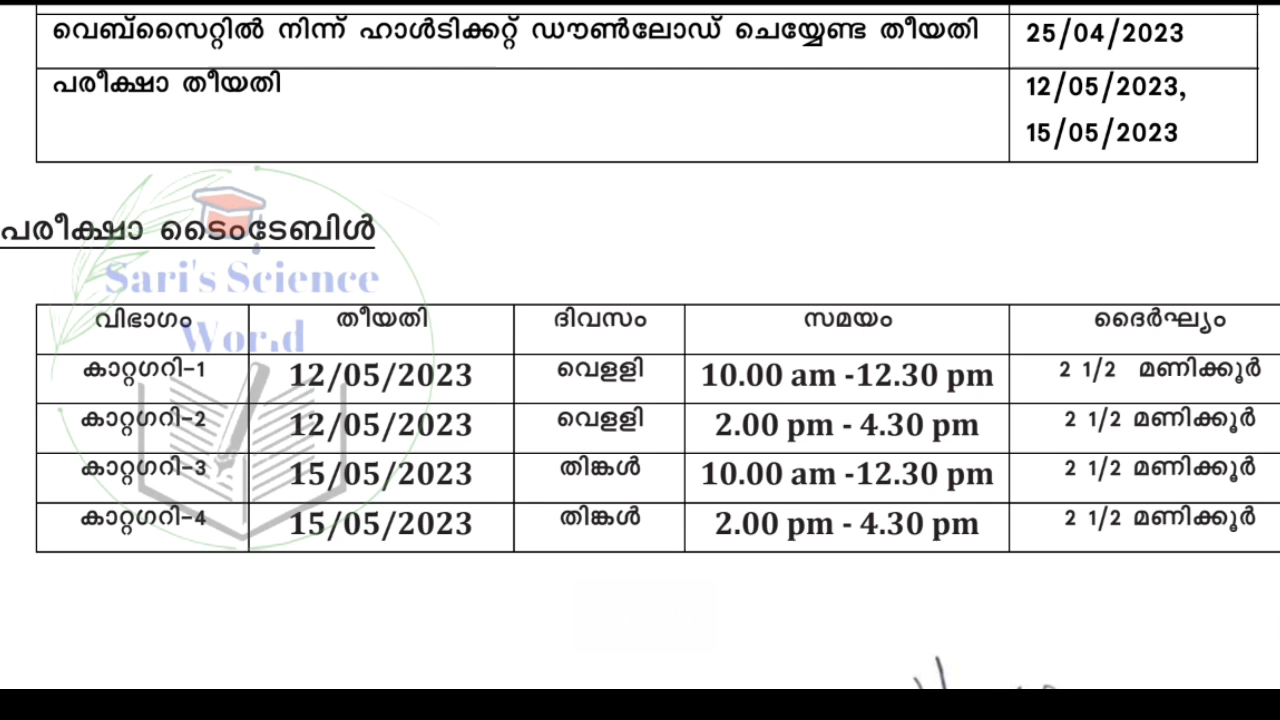 വെബ്സൈറ്റിൽ നിന്ന് ഹാൾടിക്കറ്റ് ഡൗൺലോഡ് ചെയ്യേണ്ട തീയതി 25/04/2023
പരീക്ഷാ തീയതി 12/05/2023,
15/05/2023
പരീക്ഷാ ടൈംടേബിൾ
Sari's Science
Wor.d
വിഭാഗം തീയതി ദിവസം സമയം ദൈർഘ്യം
കാറ്റഗറി-1 12/05/2023 വെള്ളി 10.00 am -12.30 pm 2 1/2 മണിക്കൂർ
കാറ്റഗറി-2 12/05/2023 വെള്ളി 2.00 pm - 4.30 pm 2 1/2 മണിക്കൂർ
കാറ്റഗറി-3 15/05/2023 തിങ്കൾ 10.00 am -12.30 pm 2 1/2 മണിക്കൂർ
കാറ്റഗറി-4 15/05/2023 തിങ്കൾ 2.00 pm - 4.30 pm 2 1/2 മണിക്കൂർ